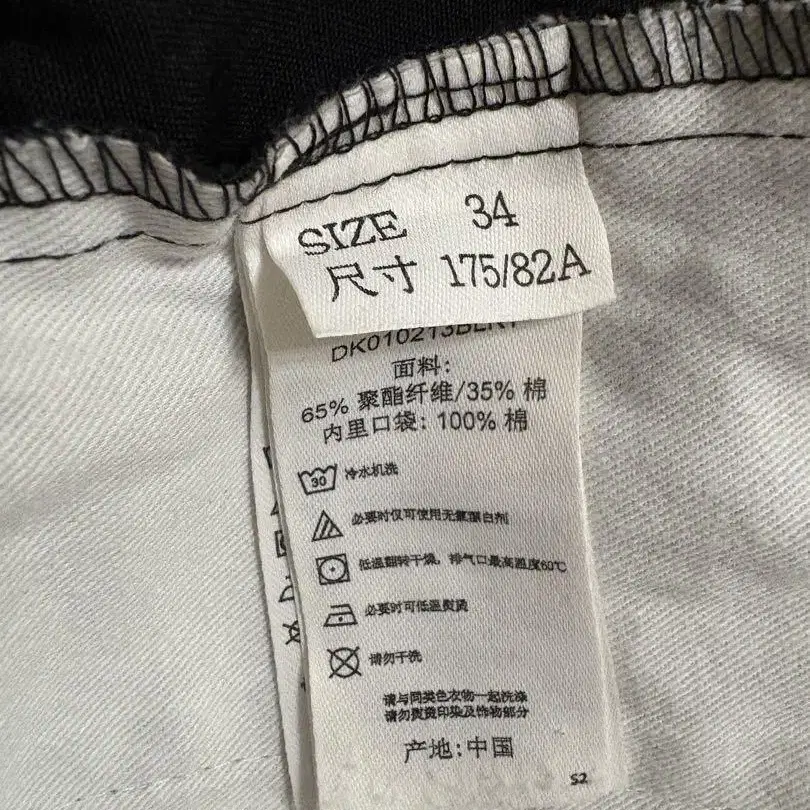 SIZE 34
尺寸 175/82A
DK010213BLK1
面料:
65% 聚酯纤维/35% 棉
内里口袋: 100% 棉
30 冷水机洗
必要时仅可使用无氯漂白剂
低温翻转干燥, 排气口最高温度60℃
必要时可低温熨烫
请勿干洗
请与同类色衣物一起洗涤
请勿熨烫印染及饰物部分
产地: 中国
S2